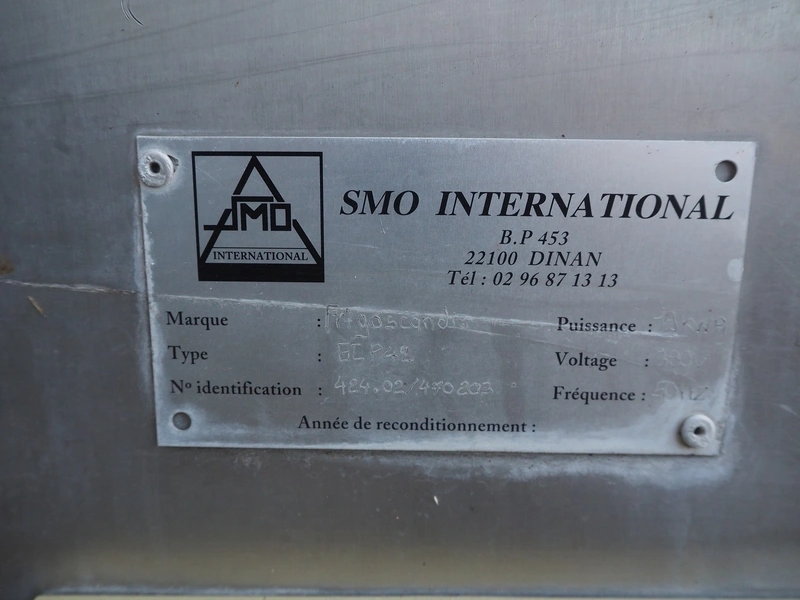 SMO
INTERNATIONAL
SMO INTERNATIONAL
B.P 453
22100 DINAN
Tél : 02 96 87 13 13
Marque : Puissance :
Type : Voltage :
Nº identification : Fréquence :
Année de reconditionnement :